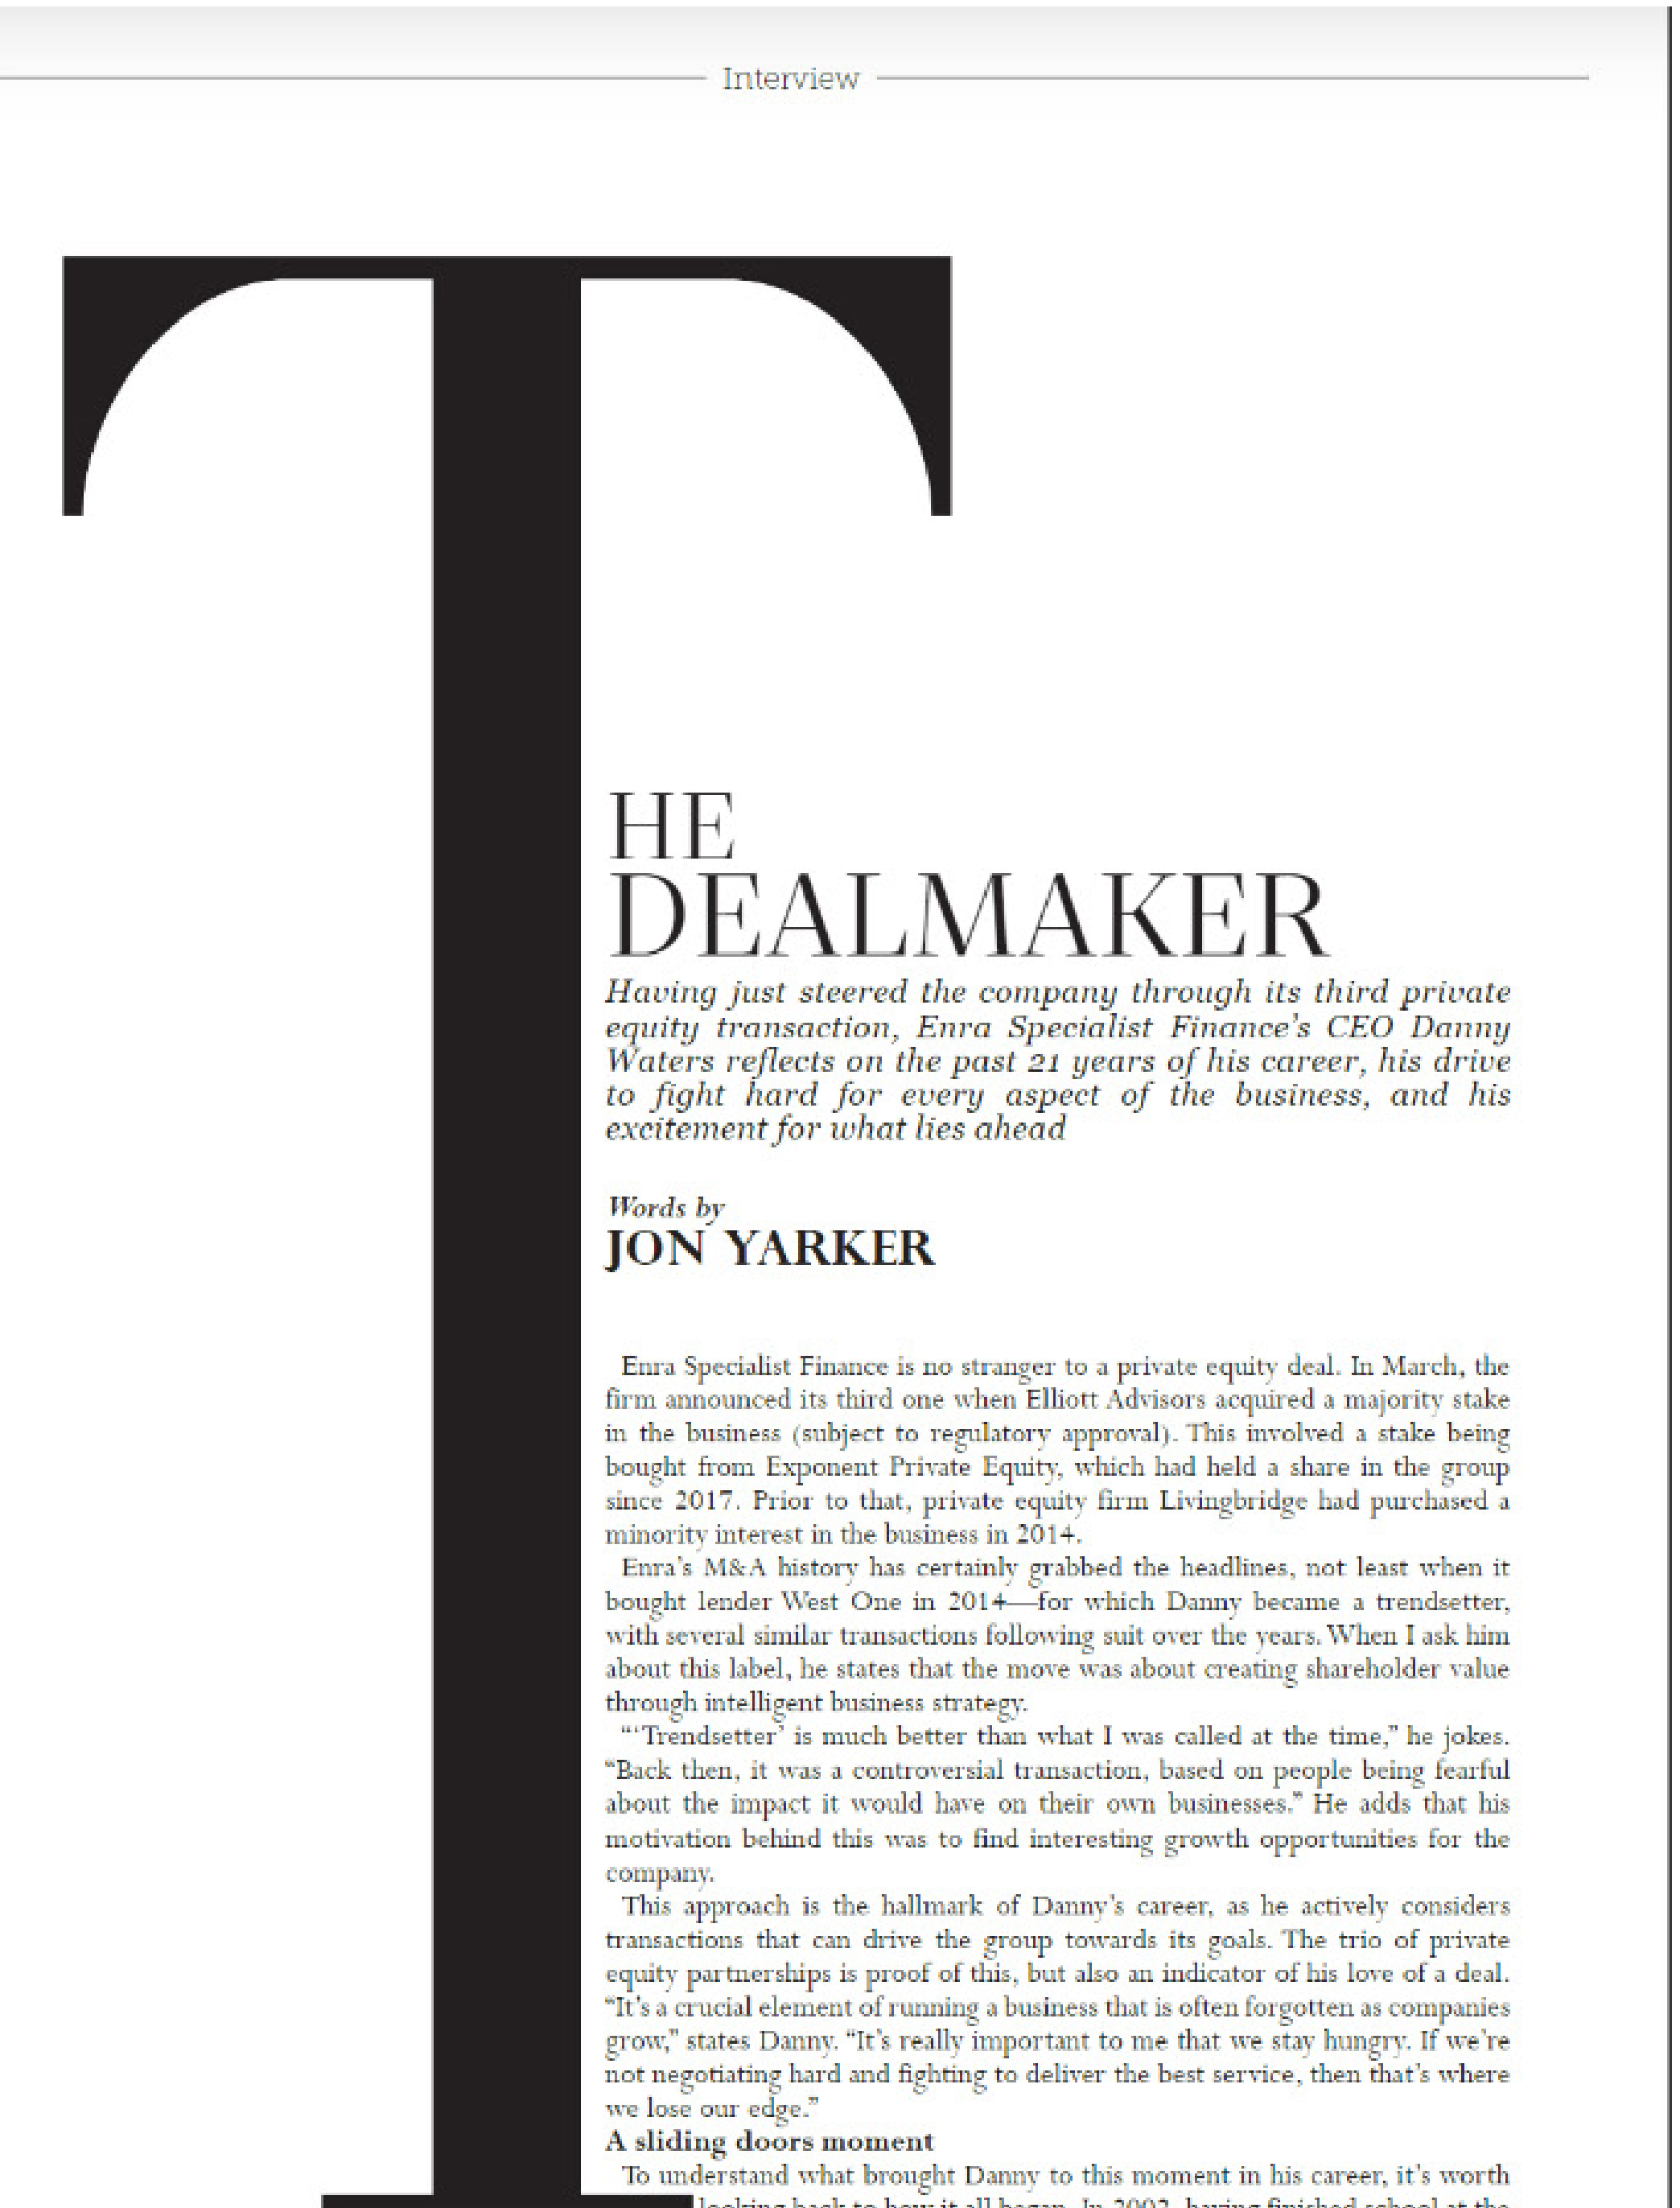 Interview
T
HE
DEALMAKER
Having just steered the company through its third private
equity transaction, Enra Specialist Finance's CEO Danny
Waters reflects on the past 21 years of his career, his drive
to fight hard for every aspect of the business, and his
excitement for what lies ahead
Words by
JON YARKER
Enra Specialist Finance is no stranger to a private equity deal. In March, the
firm announced its third one when Elliott Advisors acquired a majority stake
in the business (subject to regulatory approval). This involved a stake being
bought from Exponent Private Equity, which had held a share in the group
since 2017. Prior to that, private equity firm Livingbridge had purchased a
minority interest in the business in 2014.
Enra's M&A history has certainly grabbed the headlines, not least when it
bought lender West One in 2014—for which Danny became a trendsetter,
with several similar transactions following suit over the years. When I ask him
about this label, he states that the move was about creating shareholder value
through intelligent business strategy.
“‘Trendsetter’ is much better than what I was called at the time,” he jokes.
“Back then, it was a controversial transaction, based on people being fearful
about the impact it would have on their own businesses.” He adds that his
motivation behind this was to find interesting growth opportunities for the
company.
This approach is the hallmark of Danny's career, as he actively considers
transactions that can drive the group towards its goals. The trio of private
equity partnerships is proof of this, but also an indicator of his love of a deal.
“It's a crucial element of running a business that is often forgotten as companies
grow,” states Danny. “It's really important to me that we stay hungry. If we're
not negotiating hard and fighting to deliver the best service, then that's where
we lose our edge.”
A sliding doors moment
To understand what brought Danny to this moment in his career, it's worth
looking back to how it all began. In 2002, having finished school at the